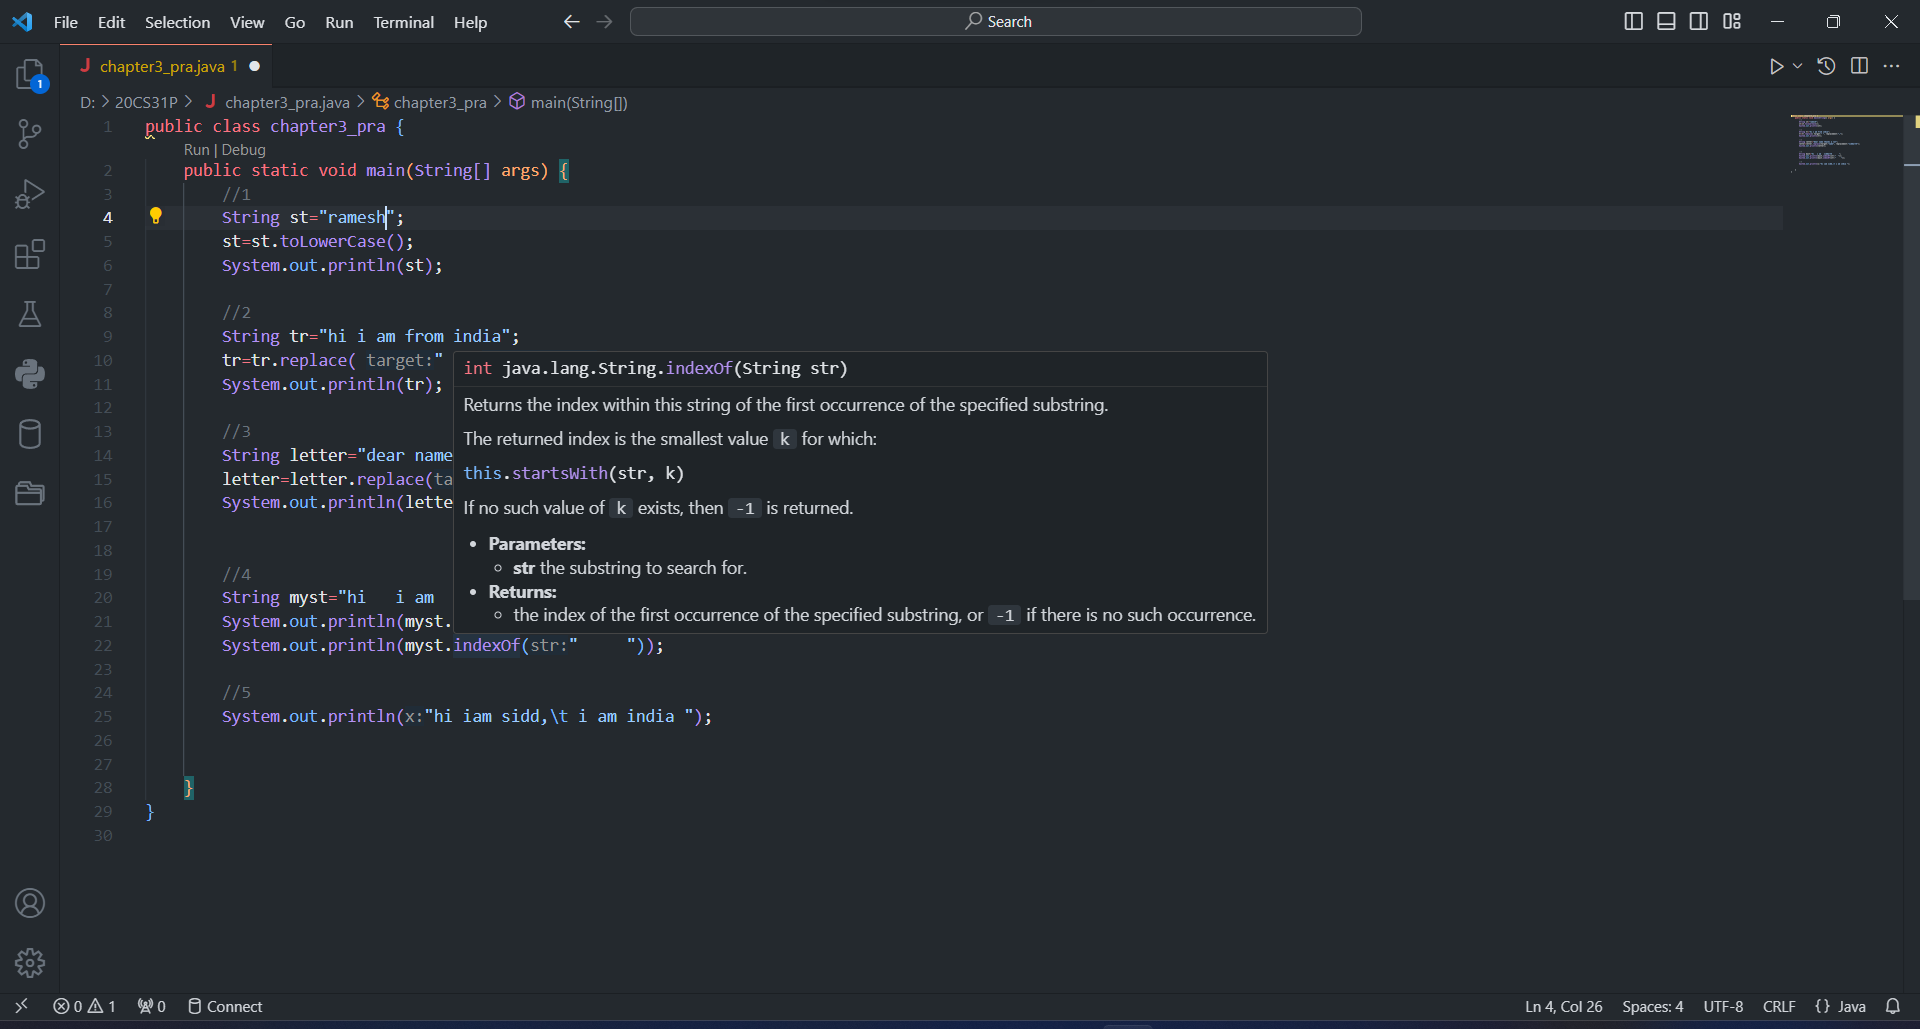 File Edit Selection View Go Run Terminal Help
Search
chapter3_pra.java 1
D: > 20CS31P > J chapter3_pra.java > chapter3_pra > main(String[])
1 public class chapter3_pra {
Run | Debug
2 public static void main(String[] args) {
3 //1
4 String st="ramesh";
5 st=st.toLowerCase();
6 System.out.println(st);
7
8 //2
9 String tr="hi i am from india";
10 tr=tr.replace( target:"
11 System.out.println(tr);
12
13 //3
14 String letter="dear name
15 letter=letter.replace(ta
16 System.out.println(lette
17
18
19 //4
20 String myst="hi   i am
21 System.out.println(myst.
22 System.out.println(myst.indexOf(str:"     "));
23
24 //5
25 System.out.println(x:"hi iam sidd,\t i am india ");
26
27
28 }
29 }
30
int java.lang.String.indexOf(String str)
Returns the index within this string of the first occurrence of the specified substring.
The returned index is the smallest value k for which:
this.startsWith(str, k)
If no such value of k exists, then -1 is returned.
• Parameters:
○ str the substring to search for.
• Returns:
○ the index of the first occurrence of the specified substring, or -1 if there is no such occurrence.
1
0 1 0 Connect
Ln 4, Col 26 Spaces: 4 UTF-8 CRLF {} Java